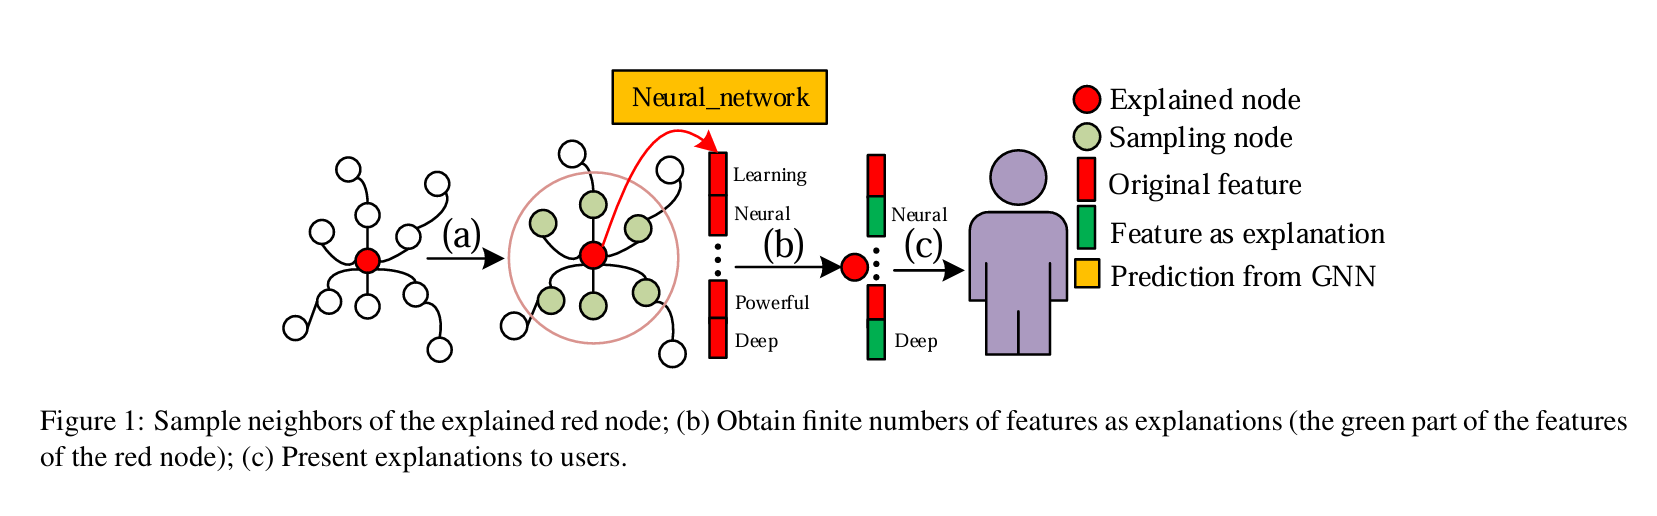 Neural_network
(a)
Learning
Neural
(b)
Powerful
Deep
Neural
(c)
Deep
Explained node
Sampling node
Original feature
Feature as explanation
Prediction from GNN
Figure 1: Sample neighbors of the explained red node; (b) Obtain finite numbers of features as explanations (the green part of the features
of the red node); (c) Present explanations to users.